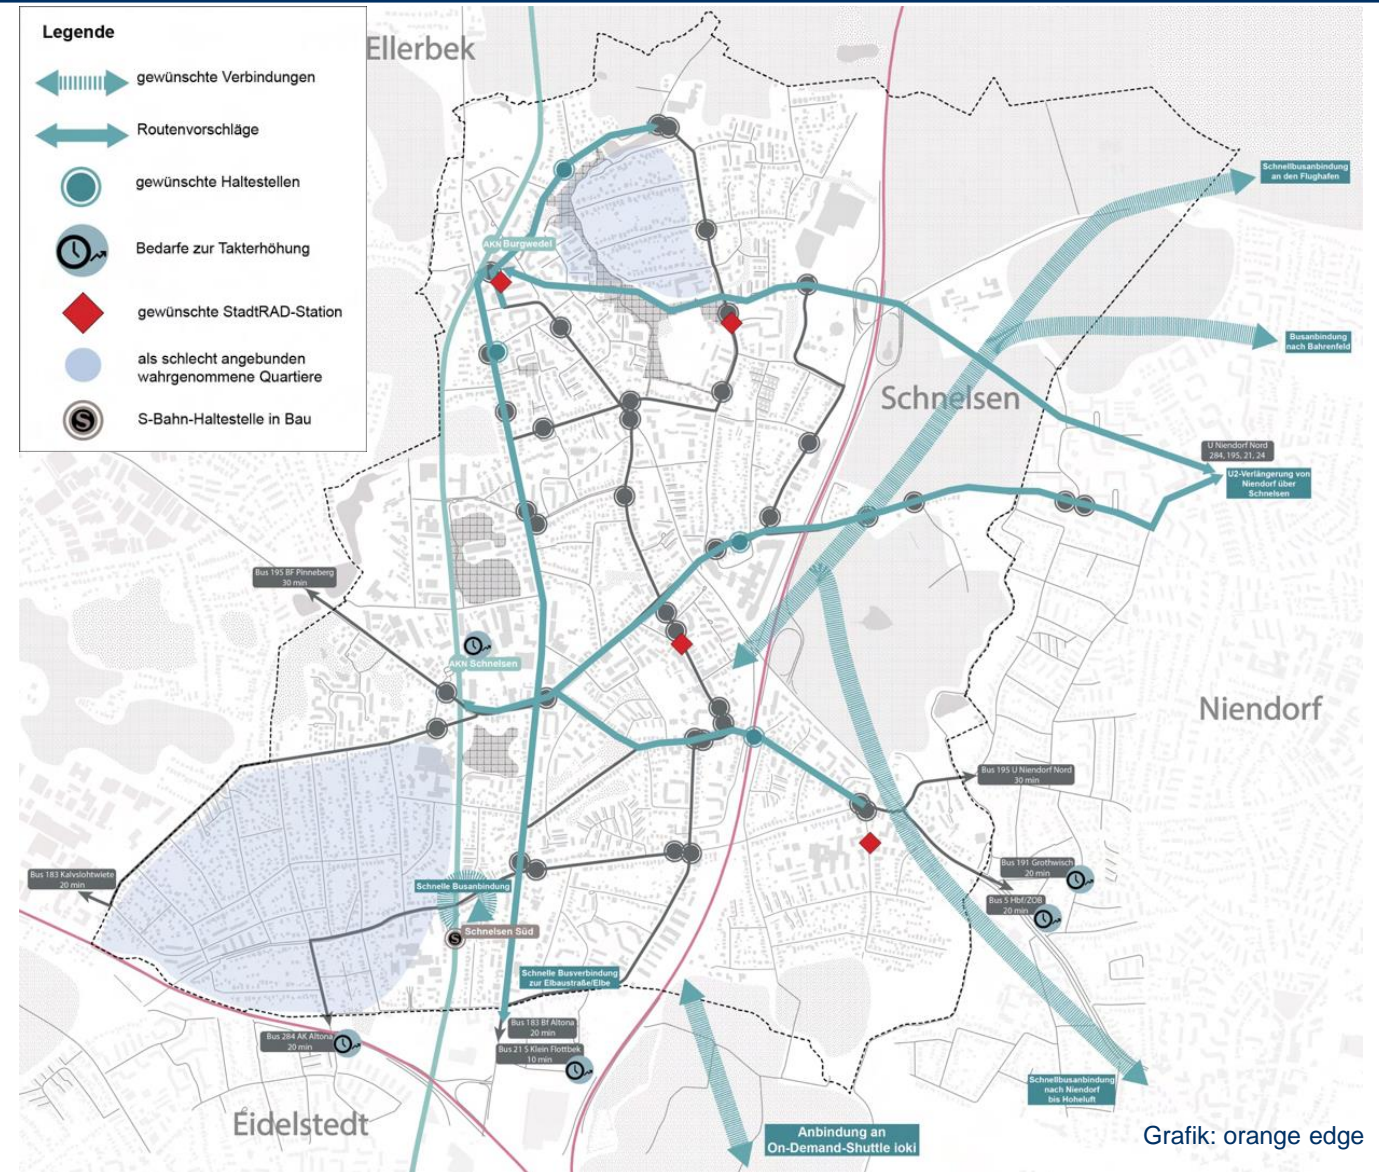 Legende
gewünschte Verbindungen
Routenvorschläge
gewünschte Haltestellen
Bedarfe zur Takterhöhung
gewünschte StadtRAD-Station
als schlecht angebunden
wahrgenommene Quartiere
S
S-Bahn-Haltestelle in Bau
Ellerbek
Schnellbusanbindung
an den Flughafen
AKN Burgwedel
Busanbindung
nach Bahrenfeld
Schnelsen
U Niendorf Nord
284, 195, 21, 24
U2-Verlängerung von
Niendorf über
Schnelsen
Bus 195 BF Pinneberg
30 min
AKN Schnelsen
Niendorf
Bus 195 U Niendorf Nord
30 min
Bus 183 Kalvslohtwiete
20 min
Schnelle Busanbindung
Bus 191 Grothwisch
20 min
Bus 5 Hbf/ZOB
20 min
S
Schnelsen Süd
Schnelle Busverbindung
zur Elbaustraße/Elbe
Bus 284 AK Altona
20 min
Bus 183 Bf Altona
20 min
Bus 21 S Klein Flottbek
10 min
Schnellbusanbindung
nach Niendorf
bis Hoheluft
Eidelstedt
Anbindung an
On-Demand-Shuttle ioki
Grafik: orange edge